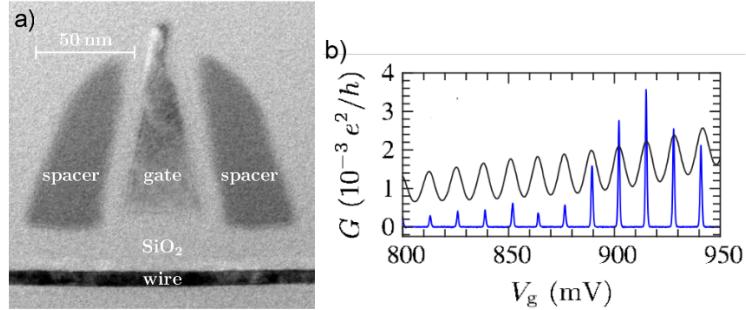 a)
50 nm
spacer
gate
spacer
SiO₂
wire
b)
G (10⁻³ e²/h)
4
3
2
1
0
800
850
900
950
V_g (mV)